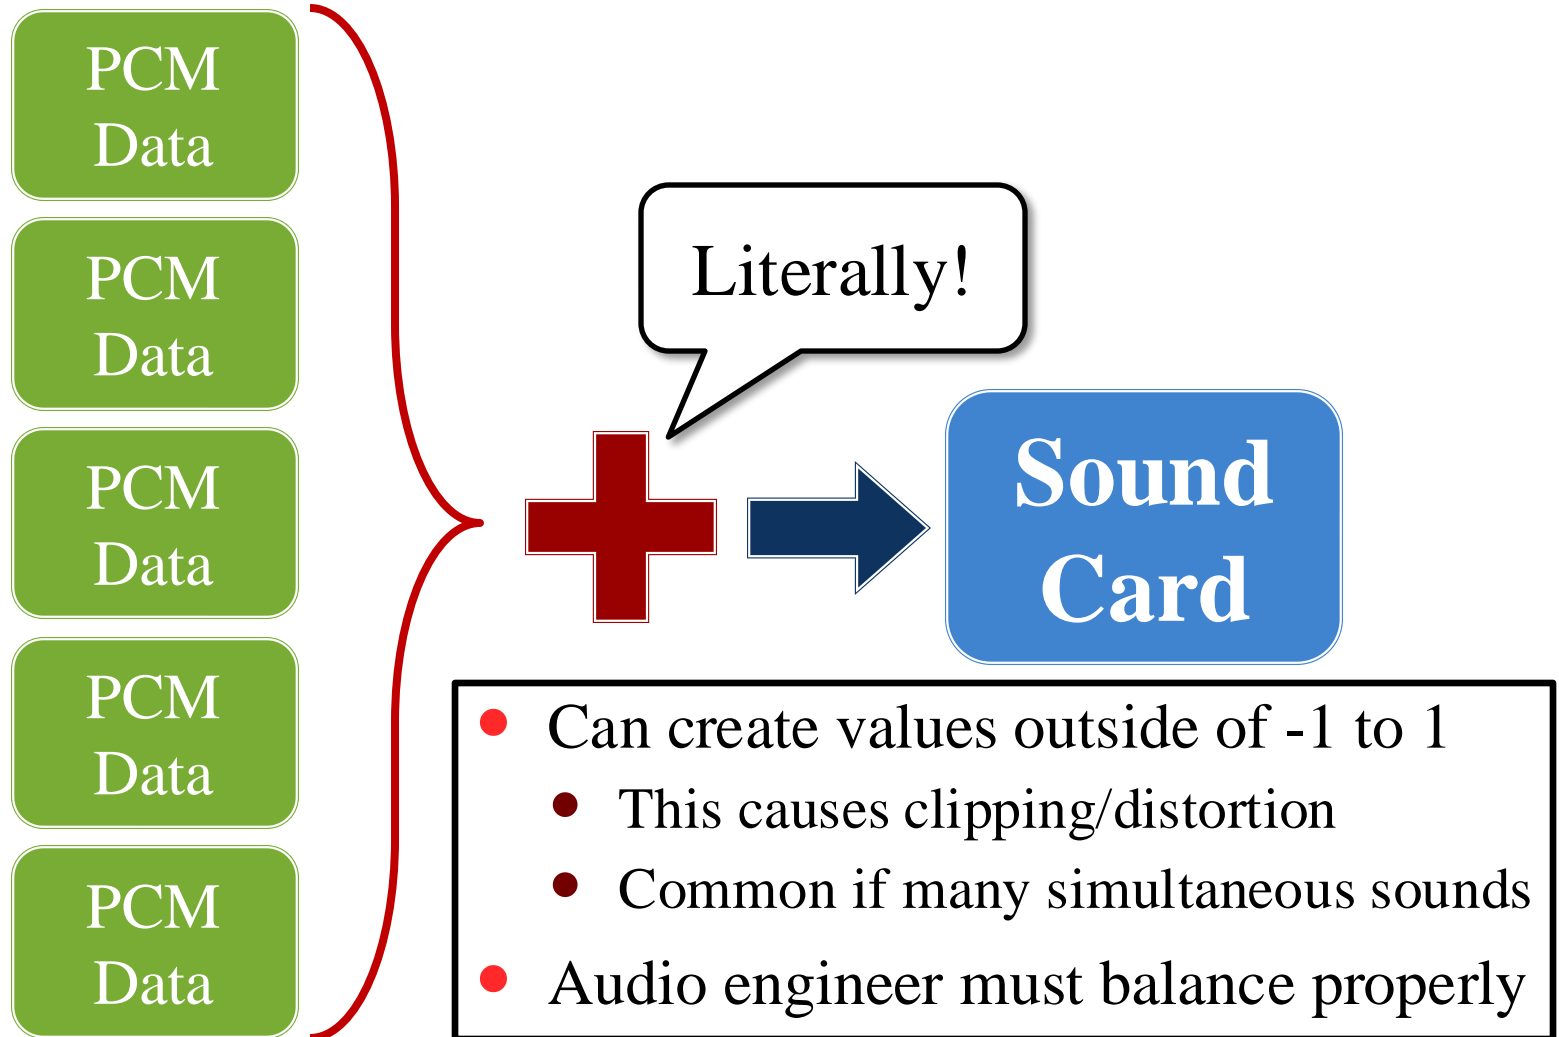 PCM
Data
PCM
Data
PCM
Data
PCM
Data
PCM
Data
Literally!
Sound
Card
Can create values outside of -1 to 1
This causes clipping/distortion
Common if many simultaneous sounds
Audio engineer must balance properly